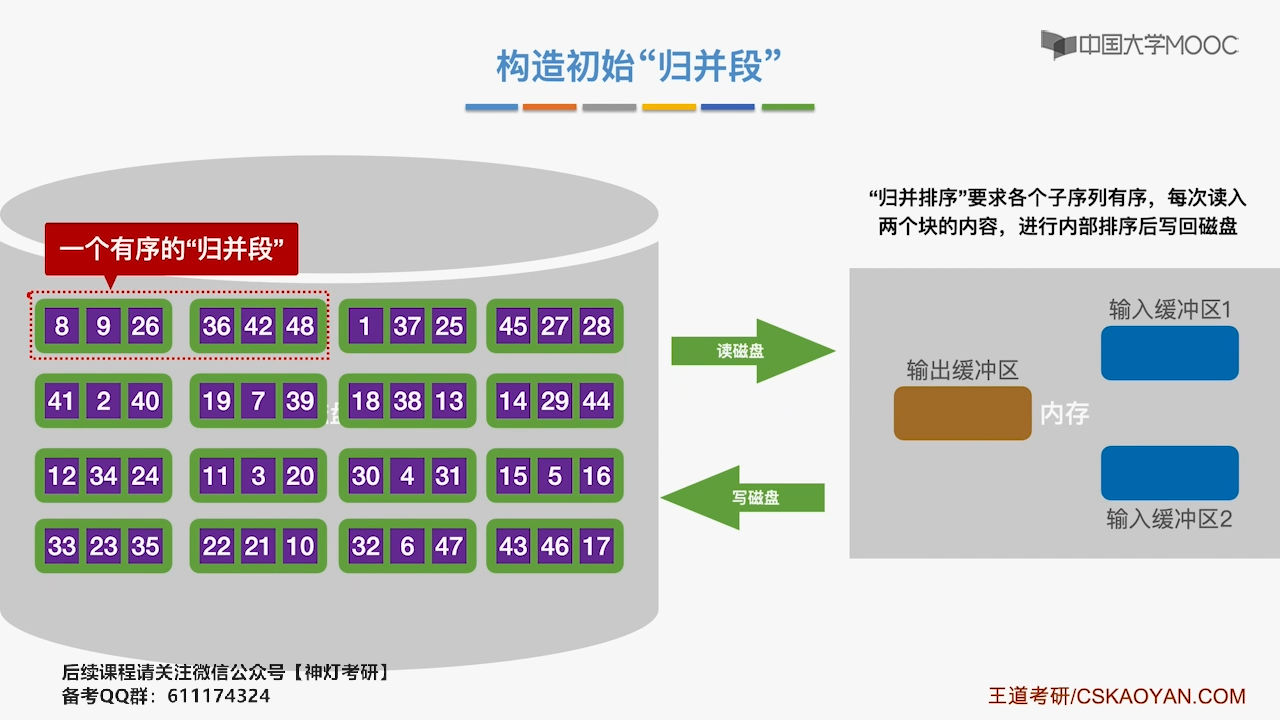 中国大学MOOC
构造初始“归并段”
“归并排序”要求各个子序列有序，每次读入
两个块的内容，进行内部排序后写回磁盘
一个有序的“归并段”
8 9 26 36 42 48 1 37 25 45 27 28
41 2 40 19 7 39 18 38 13 14 29 44
12 34 24 11 3 20 30 4 31 15 5 16
33 23 35 22 21 10 32 6 47 43 46 17
读磁盘
写磁盘
输入缓冲区1
输出缓冲区
内存
输入缓冲区2
后续课程请关注微信公众号【神灯考研】
备考QQ群：611174324
王道考研/CSKAOYAN.COM